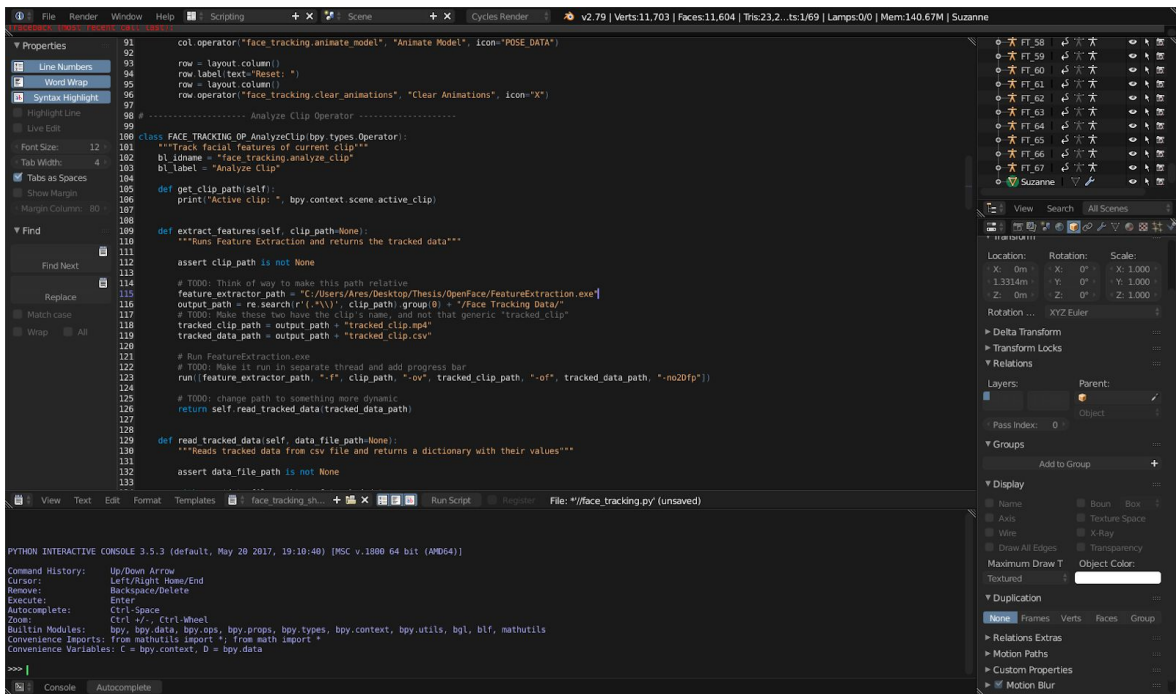 File Render Window Help Scripting Scene Cycles Render v2.79 | Verts:11,703 | Faces:11,604 | Tris:23,2...ts:1/69 | Lamps:0/0 | Mem:140.67M | Suzanne
Properties
Line Numbers
Word Wrap
Syntax Highlight
Highlight Line
Live Edit
Font Size: 12
Tab Width: 4
Tabs as Spaces
Show Margin
Margin Column: 80
Find
Find Next
Replace
Match case
Wrap All
91 col.operator("face_tracking.animate_model", "Animate Model", icon="POSE_DATA")
92
93 row = layout.column()
94 row.label(text="Reset: ")
95 row = layout.column()
96 row.operator("face_tracking.clear_animations", "Clear Animations", icon="X")
97
98 # -------------------- Analyze Clip Operator --------------------
99
100 class FACE_TRACKING_OP_AnalyzeClip(bpy.types.Operator):
101 """Track facial features of current clip"""
102 bl_idname = "face_tracking.analyze_clip"
103 bl_label = "Analyze Clip"
104
105 def get_clip_path(self):
106 print("Active clip: ", bpy.context.scene.active_clip)
107
108
109 def extract_features(self, clip_path=None):
110 """Runs Feature Extraction and returns the tracked data"""
111
112 assert clip_path is not None
113
114 # TODO: Think of way to make this path relative
115 feature_extractor_path = "C:/Users/Ares/Desktop/Thesis/OpenFace/FeatureExtraction.exe"
116 output_path = re.search(r'(.*\\)', clip_path).group(0) + "/Face Tracking Data/"
117 # TODO: Make these two have the clip's name, and not that generic "tracked_clip"
118 tracked_clip_path = output_path + "tracked_clip.mp4"
119 tracked_data_path = output_path + "tracked_clip.csv"
120
121 # Run FeatureExtraction.exe
122 # TODO: Make it run in separate thread and add progress bar
123 run([feature_extractor_path, "-f", clip_path, "-ov", tracked_clip_path, "-of", tracked_data_path, "-no2Dfp"])
124
125 # TODO: change path to something more dynamic
126 return self.read_tracked_data(tracked_data_path)
127
128
129 def read_tracked_data(self, data_file_path=None):
130 """Reads tracked data from csv file and returns a dictionary with their values"""
131
132 assert data_file_path is not None
133
View Text Edit Format Templates face_tracking_sh... Run Script Register File: *'//face_tracking.py' (unsaved)
PYTHON INTERACTIVE CONSOLE 3.5.3 (default, May 20 2017, 19:10:40) [MSC v.1800 64 bit (AMD64)]
Command History: Up/Down Arrow
Cursor: Left/Right Home/End
Remove: Backspace/Delete
Execute: Enter
Autocomplete: Ctrl-Space
Zoom: Ctrl +/-, Ctrl-Wheel
Builtin Modules: bpy, bpy.data, bpy.ops, bpy.props, bpy.types, bpy.context, bpy.utils, bgl, blf, mathutils
Convenience Imports: from mathutils import *; from math import *
Convenience Variables: C = bpy.context, D = bpy.data
>>>
Console Autocomplete
FT_58
FT_59
FT_60
FT_61
FT_62
FT_63
FT_64
FT_65
FT_66
FT_67
Suzanne
View Search All Scenes
Transform
Location: Rotation: Scale:
X: 0m X: 0° X: 1.000
1.3314m Y: 0° Y: 1.000
Z: 0m Z: 0° Z: 1.000
Rotation ... XYZ Euler
Delta Transform
Transform Locks
Relations
Layers: Parent:
Object
Pass Index: 0
Groups
Add to Group
Display
Name Boun Box
Axis Texture Space
Wire X-Ray
Draw All Edges Transparency
Maximum Draw T Object Color:
Textured
Duplication
None Frames Verts Faces Group
Relations Extras
Motion Paths
Custom Properties
Motion Blur